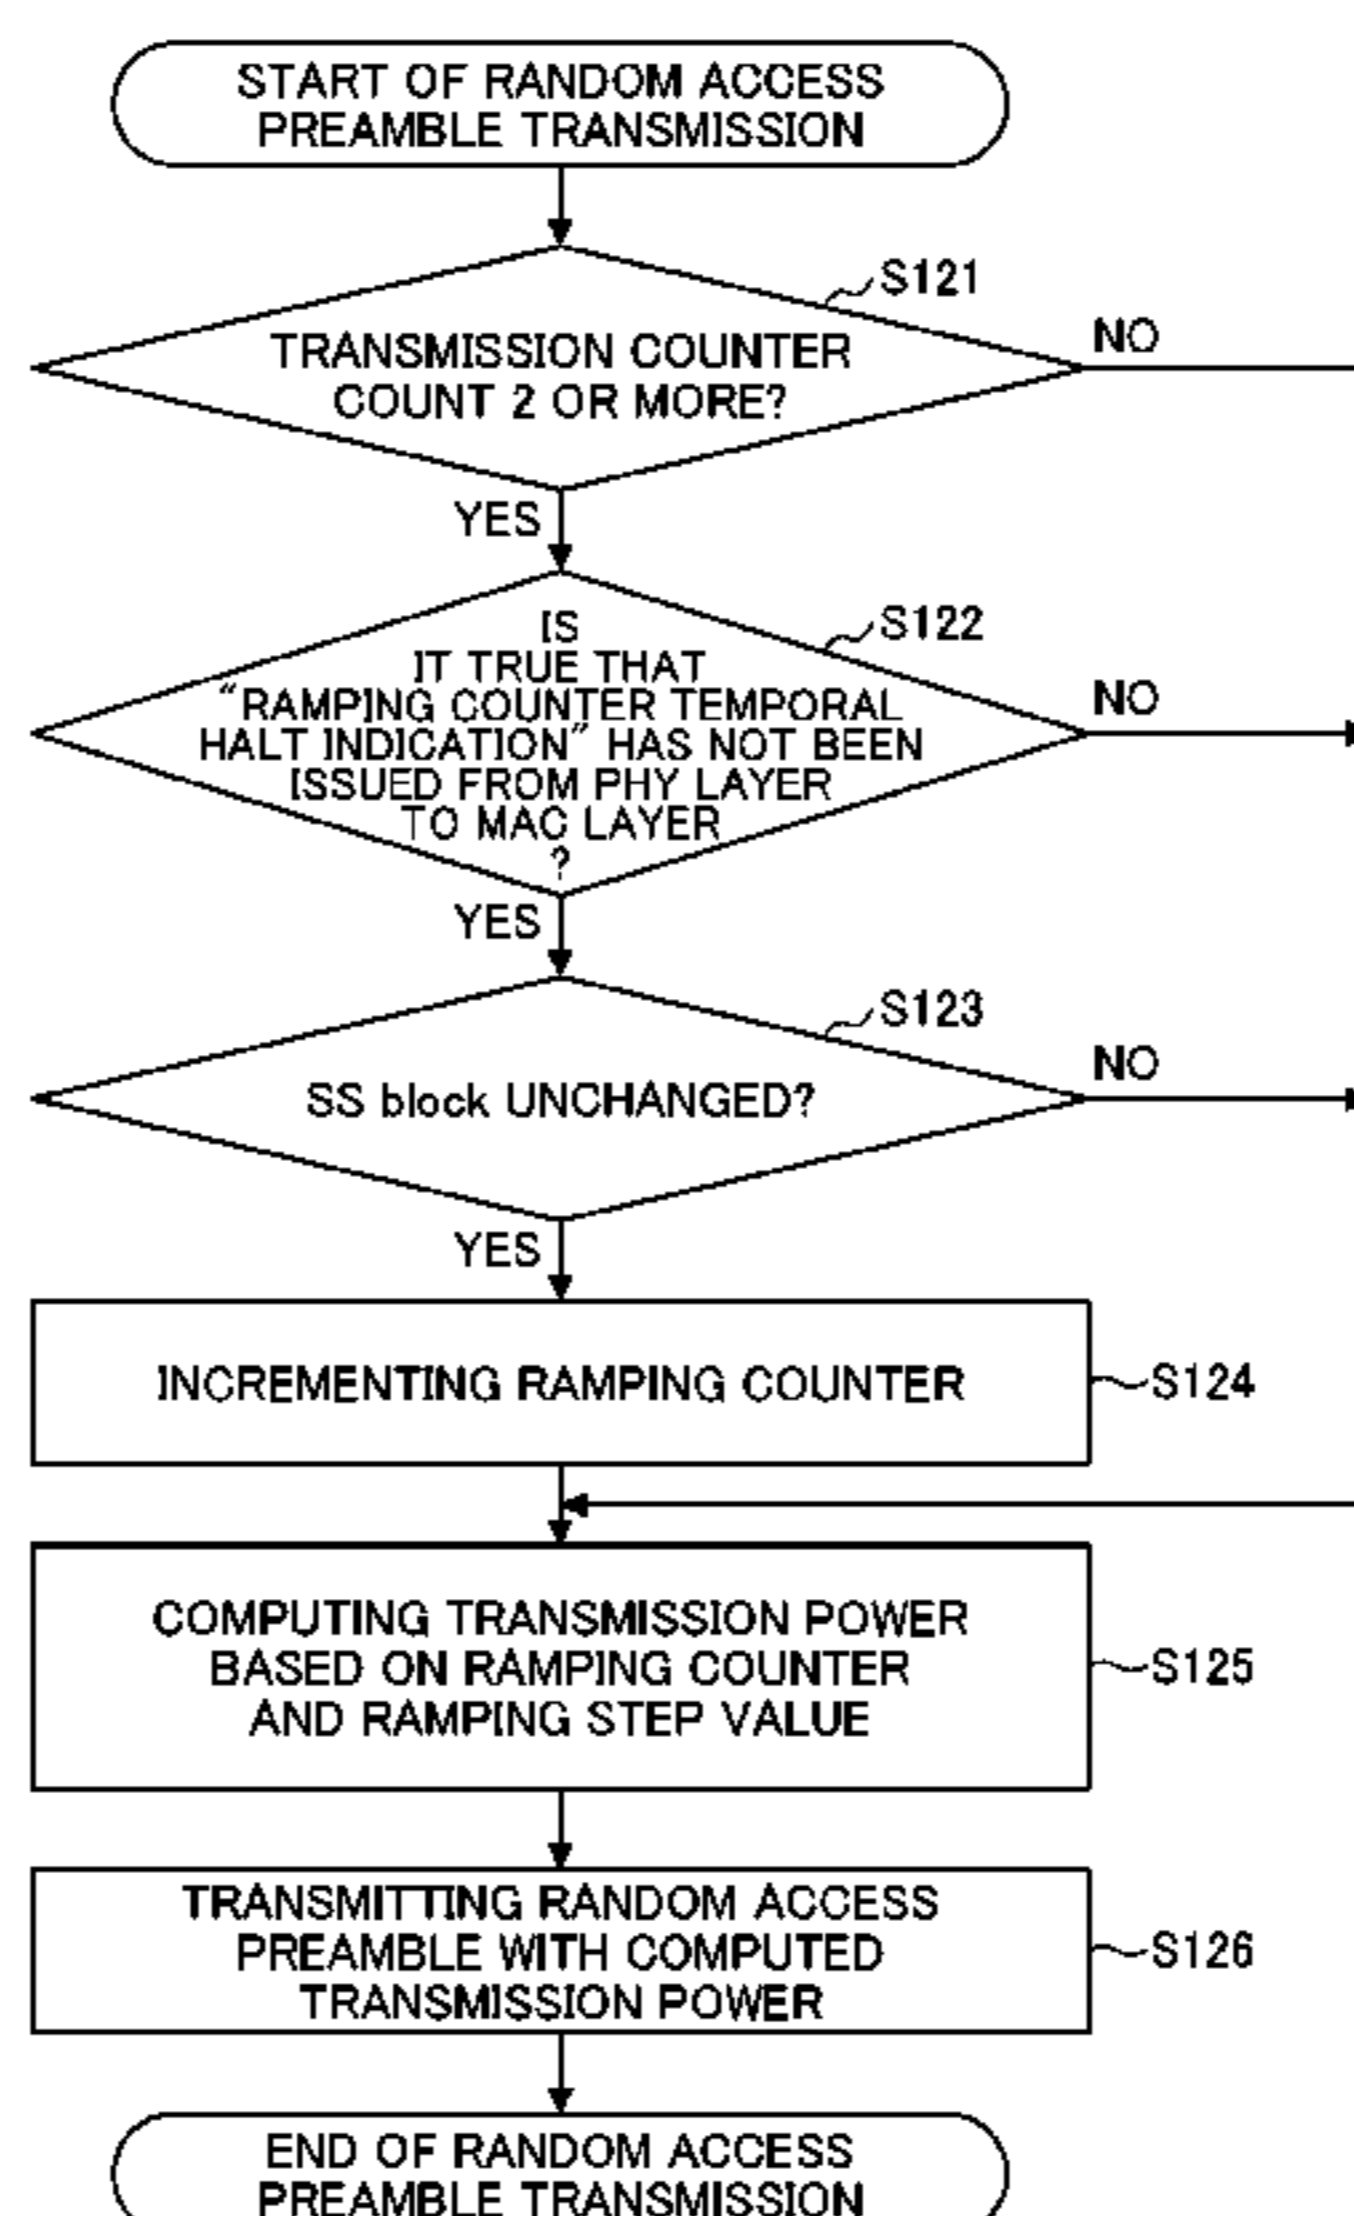 START OF RANDOM ACCESS
PREAMBLE TRANSMISSION
S121
TRANSMISSION COUNTER
COUNT 2 OR MORE?
NO
YES
S122
IS
IT TRUE THAT
“RAMPING COUNTER TEMPORAL
HALT INDICATION” HAS NOT BEEN
ISSUED FROM PHY LAYER
TO MAC LAYER
?
NO
YES
S123
SS block UNCHANGED?
NO
YES
INCREMENTING RAMPING COUNTER
S124
COMPUTING TRANSMISSION POWER
BASED ON RAMPING COUNTER
AND RAMPING STEP VALUE
S125
TRANSMITTING RANDOM ACCESS
PREAMBLE WITH COMPUTED
TRANSMISSION POWER
S126
END OF RANDOM ACCESS
PREAMBLE TRANSMISSION